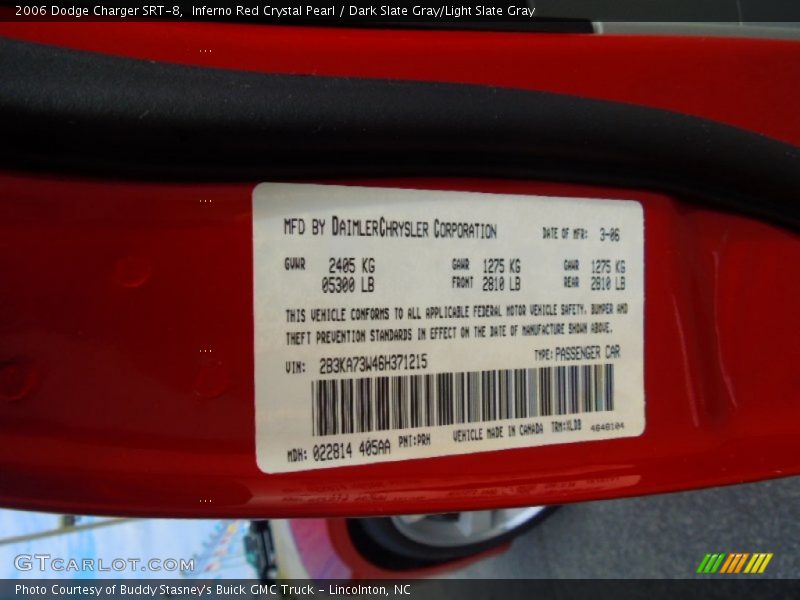 2006 Dodge Charger SRT-8, Inferno Red Crystal Pearl / Dark Slate Gray/Light Slate Gray
MFD BY DAIMLERCHRYSLER CORPORATION DATE OF MFR: 3-06
GVWR 2405 KG GAWR 1275 KG GAWR 1275 KG
05300 LB FRONT 2810 LB REAR 2810 LB
THIS VEHICLE CONFORMS TO ALL APPLICABLE FEDERAL MOTOR VEHICLE SAFETY, BUMPER AND
THEFT PREVENTION STANDARDS IN EFFECT ON THE DATE OF MANUFACTURE SHOWN ABOVE.
VIN: 2B3KA73W46H371215 TYPE: PASSENGER CAR
MDH: 022814 405AA PNT:PRH VEHICLE MADE IN CANADA TRM:XLDB 4648104
GTCARLOT.COM
Photo Courtesy of Buddy Stasney's Buick GMC Truck - Lincolnton, NC